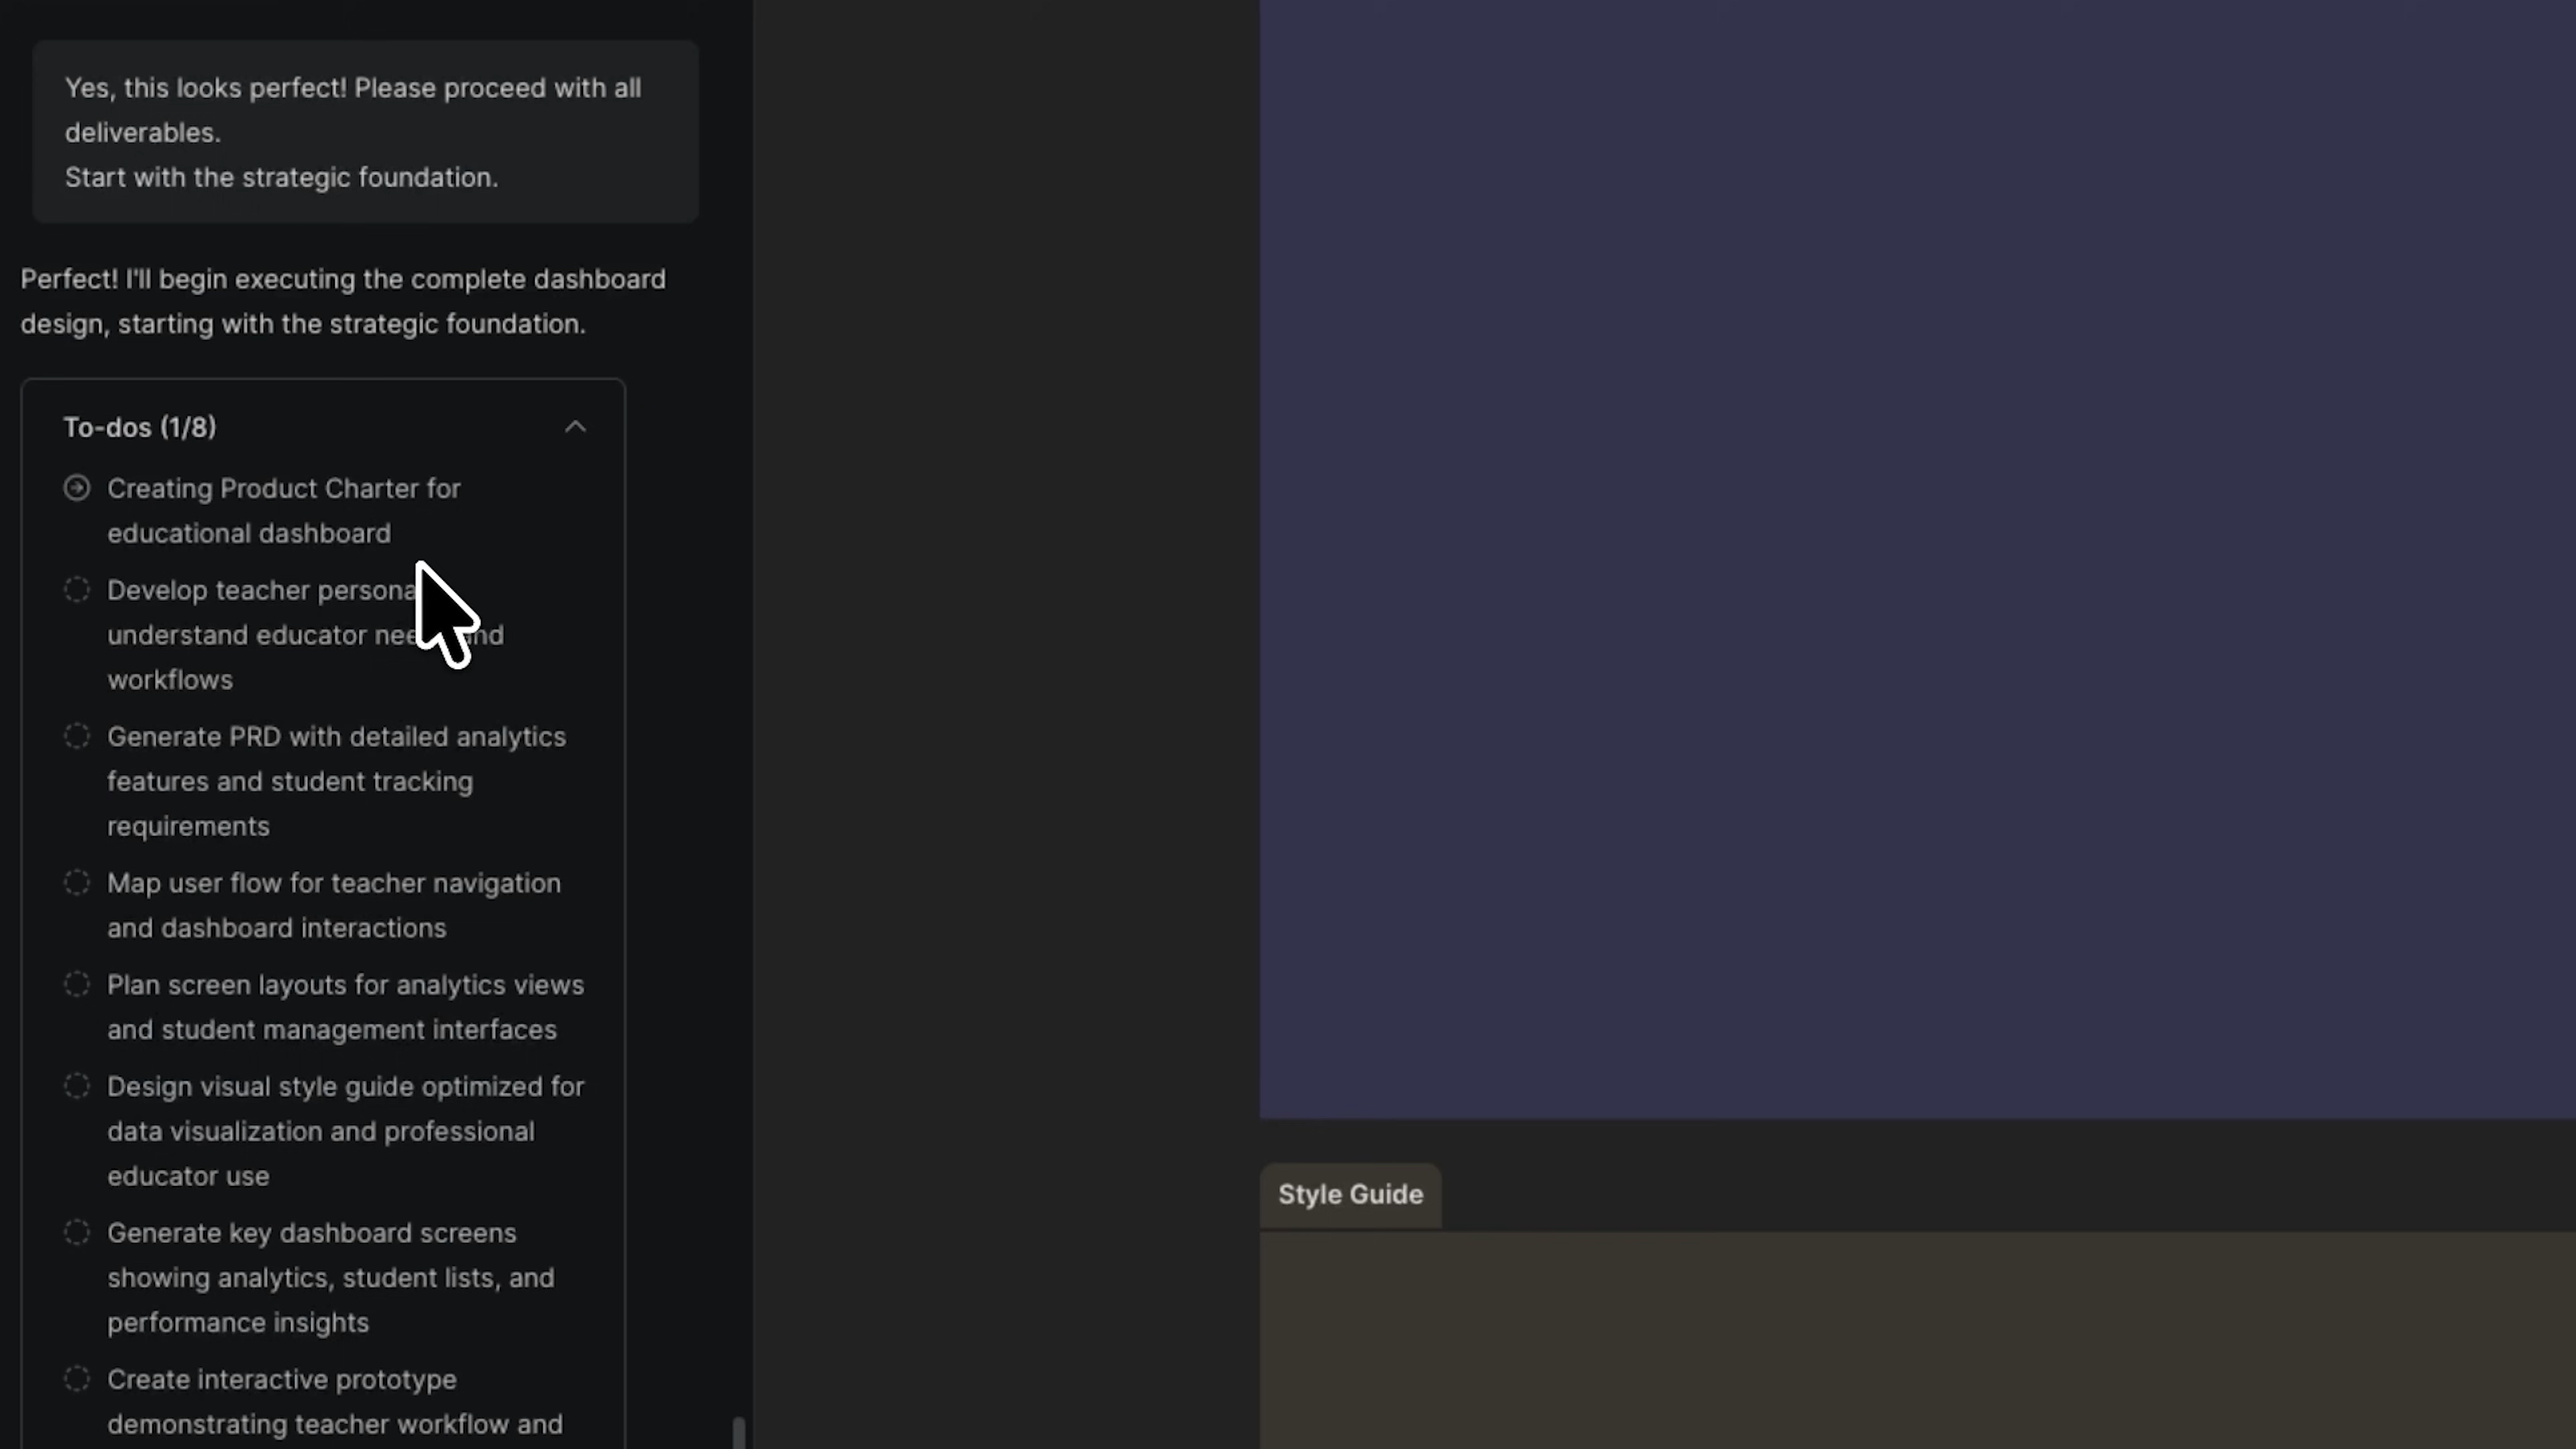 Yes, this looks perfect! Please proceed with all
deliverables.
Start with the strategic foundation.
Perfect! I'll begin executing the complete dashboard
design, starting with the strategic foundation.
To-dos (1/8)
Creating Product Charter for
educational dashboard
Develop teacher persona
understand educator and
workflows
Generate PRD with detailed analytics
features and student tracking
requirements
Map user flow for teacher navigation
and dashboard interactions
Plan screen layouts for analytics views
and student management interfaces
Design visual style guide optimized for
data visualization and professional
educator use
Generate key dashboard screens
showing analytics, student lists, and
performance insights
Create interactive prototype
demonstrating teacher workflow and
Style Guide